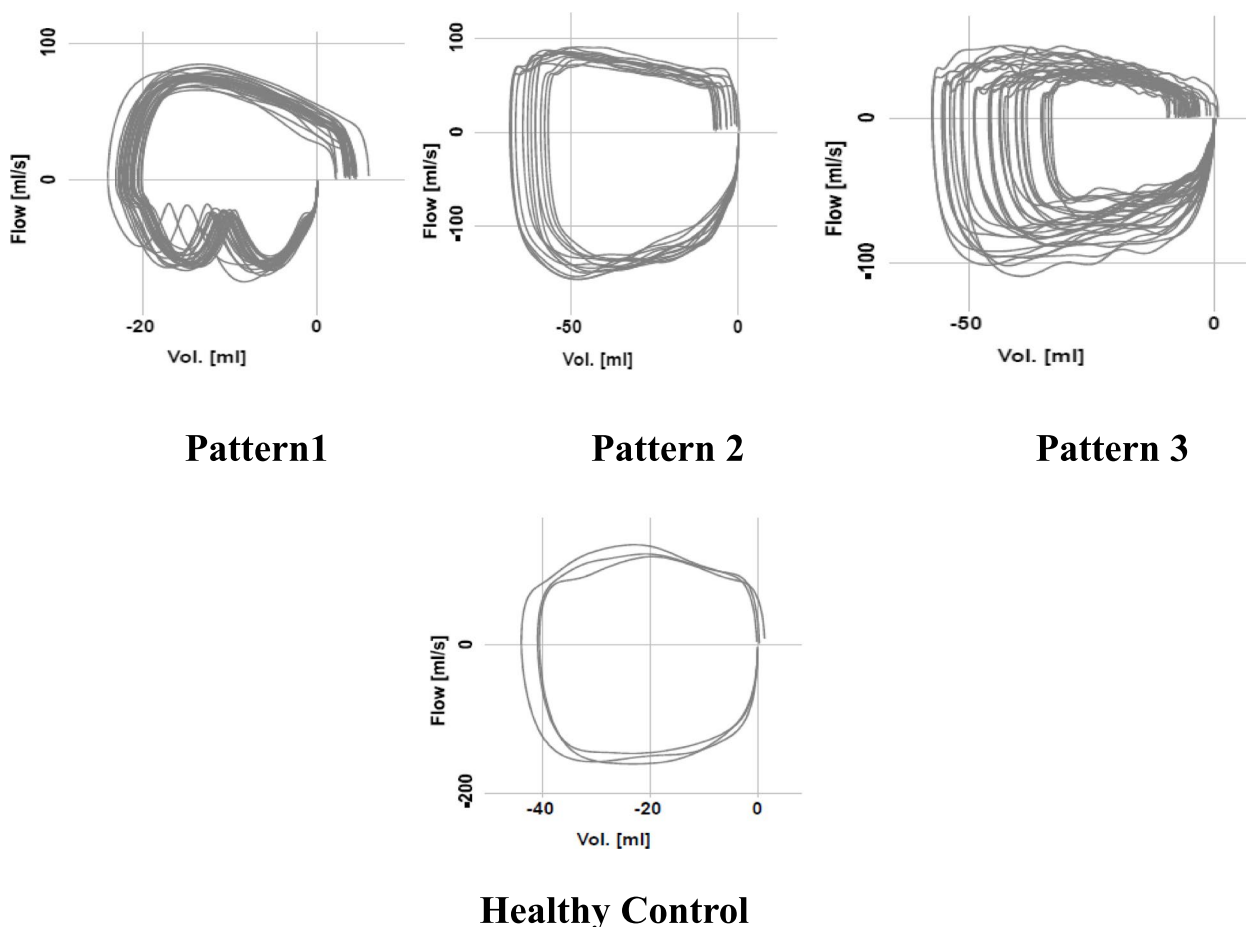 100
0
Flow [ml/s]
-20
0
Vol. [ml]
Pattern1
100
0
-100
Flow [ml/s]
-50
0
Vol. [ml]
Pattern 2
0
-100
Flow [ml/s]
-50
0
Vol. [ml]
Pattern 3
0
-200
Flow [ml/s]
-40
-20
0
Vol. [ml]
Healthy Control